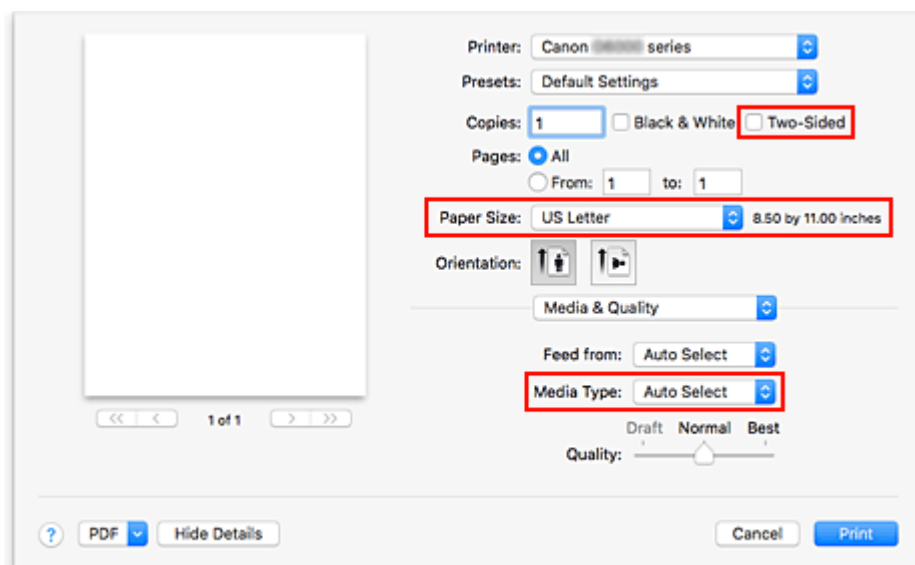 Printer: Canon series
Presets: Default Settings
Copies: 1 Black & White Two-Sided
Pages: All
From: 1 to: 1
Paper Size: US Letter 8.50 by 11.00 inches
Orientation:
Media & Quality
Feed from: Auto Select
Media Type: Auto Select
1 of 1
Draft Normal Best
Quality:
? PDF Hide Details Cancel Print